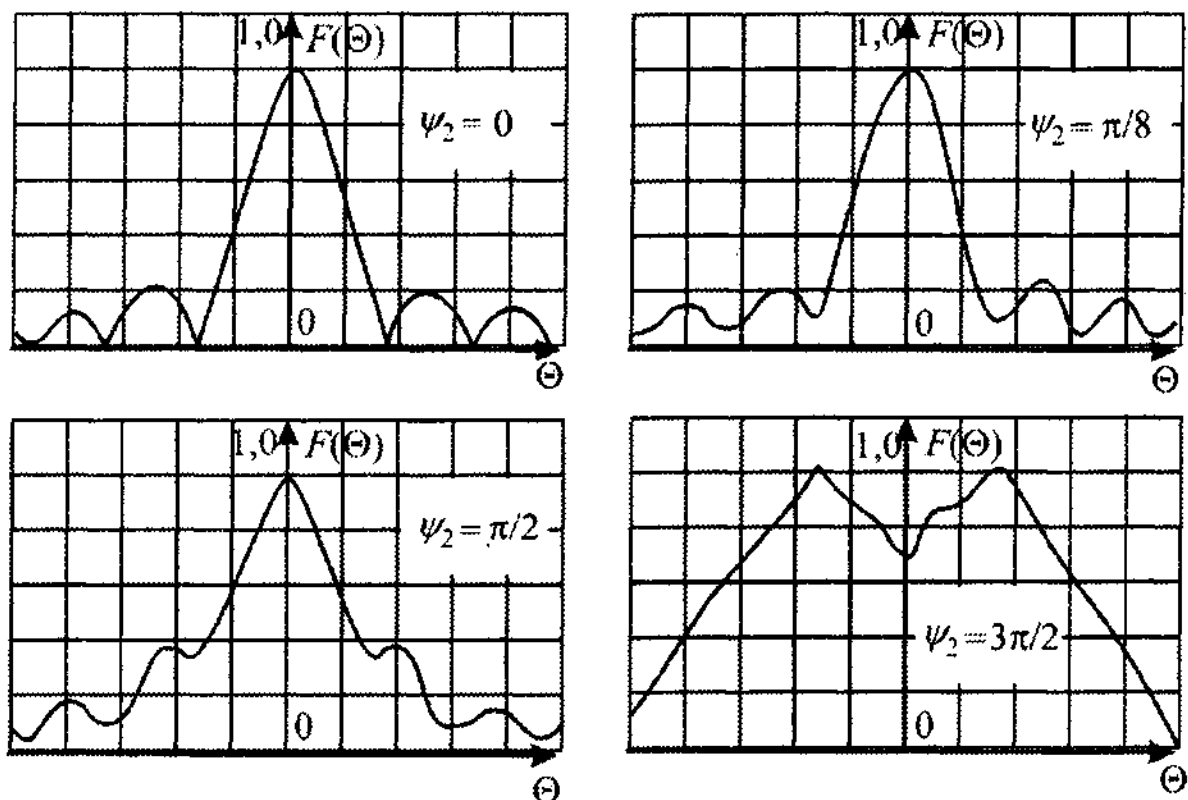 1,0 F(Θ)
ψ₂ = 0
0
Θ
1,0 F(Θ)
ψ₂ = π/8
0
Θ
1,0 F(Θ)
ψ₂ = π/2
0
Θ
1,0 F(Θ)
ψ₂ = 3π/2
0
Θ